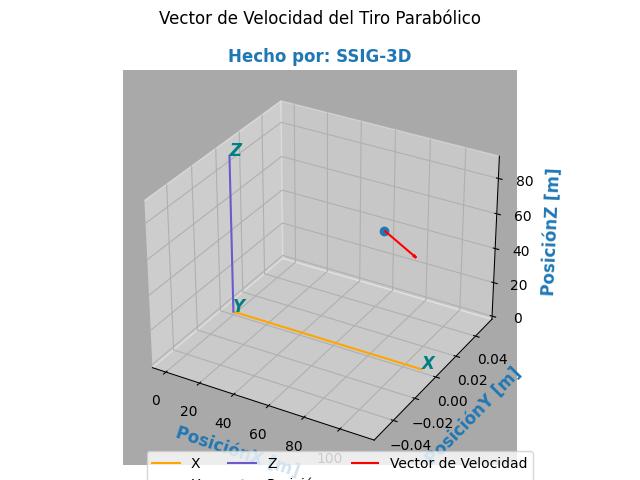 Vector de Velocidad del Tiro Parabólico
Hecho por: SSIG-3D
Z
Y
X
80
60
40
20
0
PosiciónZ [m]
0.04
0.02
0.00
−0.02
−0.04
PosiciónY [m]
0
20
40
60
80
100
PosiciónX [m]
X
Z
Vector de Velocidad